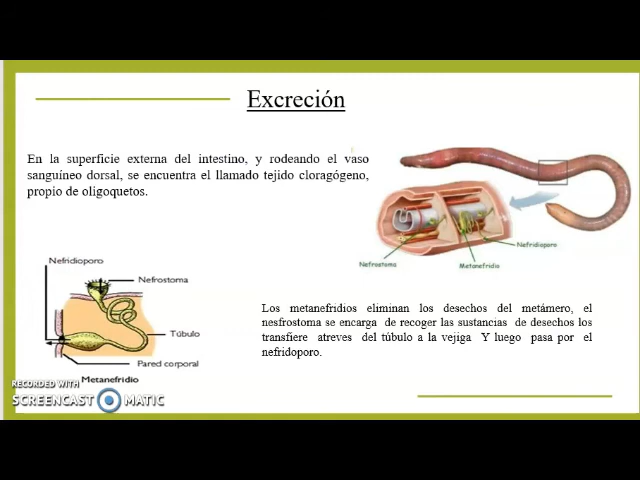 Excreción
En la superficie externa del intestino, y rodeando el vaso
sanguíneo dorsal, se encuentra el llamado tejido cloragógeno,
propio de oligoquetos.
Nefridioporo
Nefrostoma
Metanefridio
Nefridioporo
Nefrostoma
Túbulo
Pared corporal
Metanefridio
Los metanefridios eliminan los desechos del metámero, el
nesfrostoma se encarga de recoger las sustancias de desechos los
transfiere atreves del túbulo a la vejiga Y luego pasa por el
nefridoporo.
RECORDED WITH
SCREENCAST MATIC